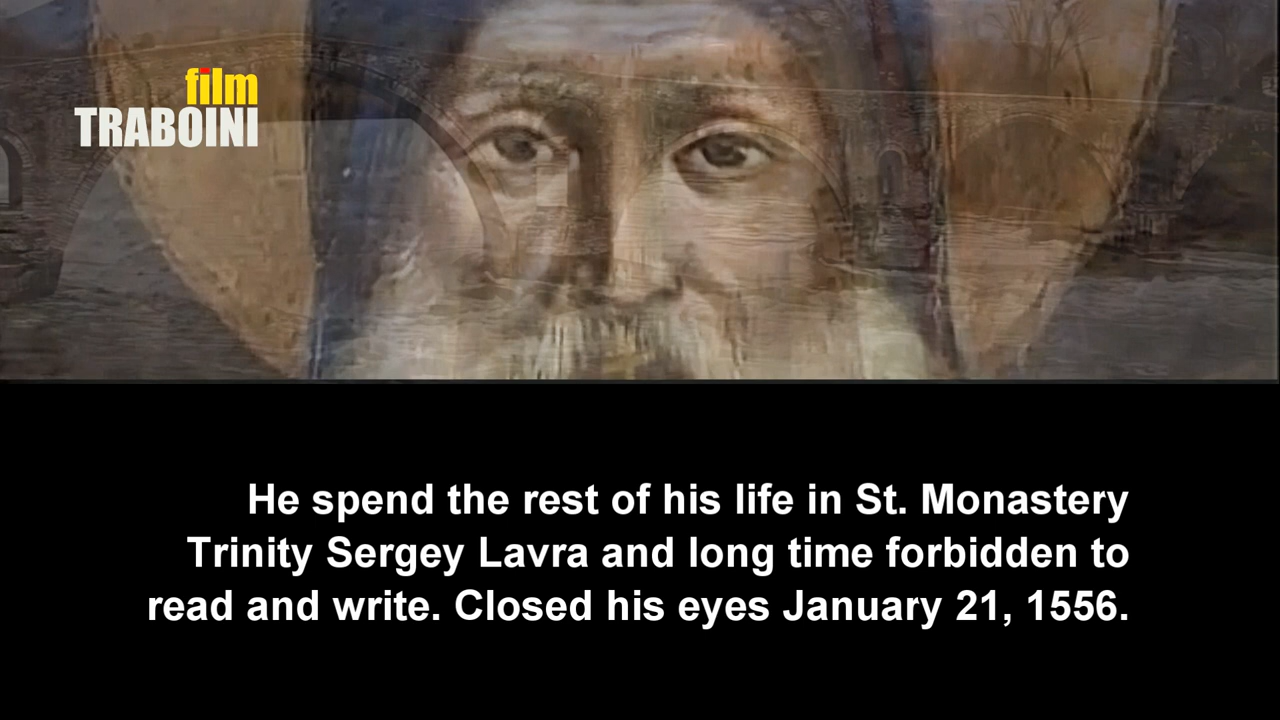 film
TRABOINI
He spend the rest of his life in St. Monastery
Trinity Sergey Lavra and long time forbidden to
read and write. Closed his eyes January 21, 1556.